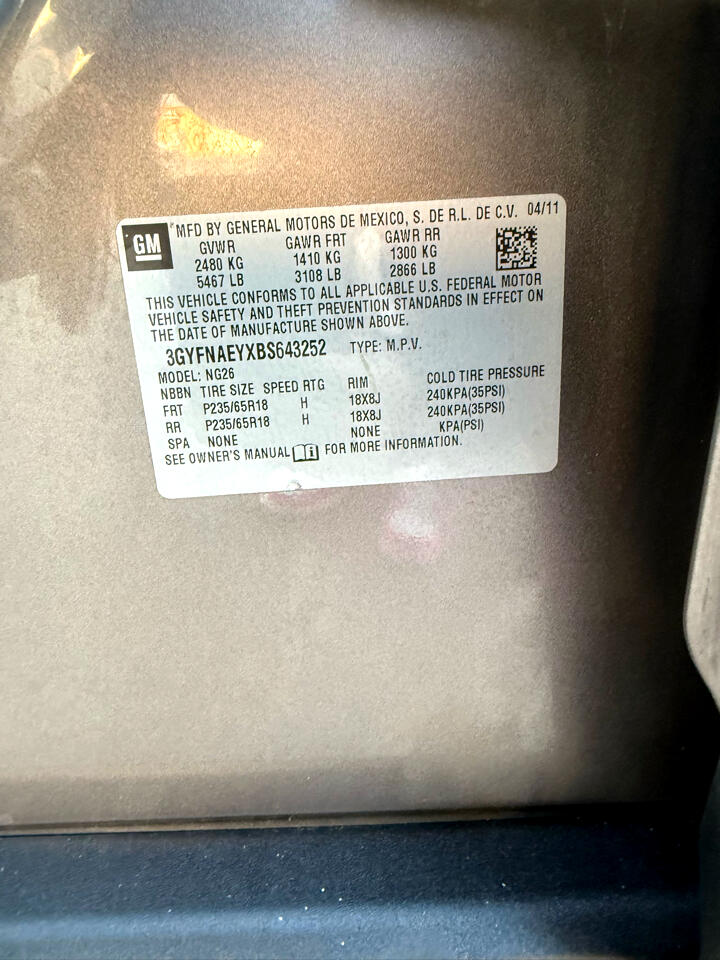 GM
MFD BY GENERAL MOTORS DE MEXICO, S. DE R.L. DE C.V. 04/11
GVWR GAWR FRT GAWR RR
2480 KG 1410 KG 1300 KG
5467 LB 3108 LB 2866 LB
THIS VEHICLE CONFORMS TO ALL APPLICABLE U.S. FEDERAL MOTOR
VEHICLE SAFETY AND THEFT PREVENTION STANDARDS IN EFFECT ON
THE DATE OF MANUFACTURE SHOWN ABOVE.
3GYFNAEYXBS643252 TYPE: M.P.V.
MODEL: NG26
NBBN TIRE SIZE SPEED RTG RIM COLD TIRE PRESSURE
FRT P235/65R18 H 18X8J 240KPA(35PSI)
RR P235/65R18 H 18X8J 240KPA(35PSI)
SPA NONE NONE KPA(PSI)
SEE OWNER'S MANUAL FOR MORE INFORMATION.